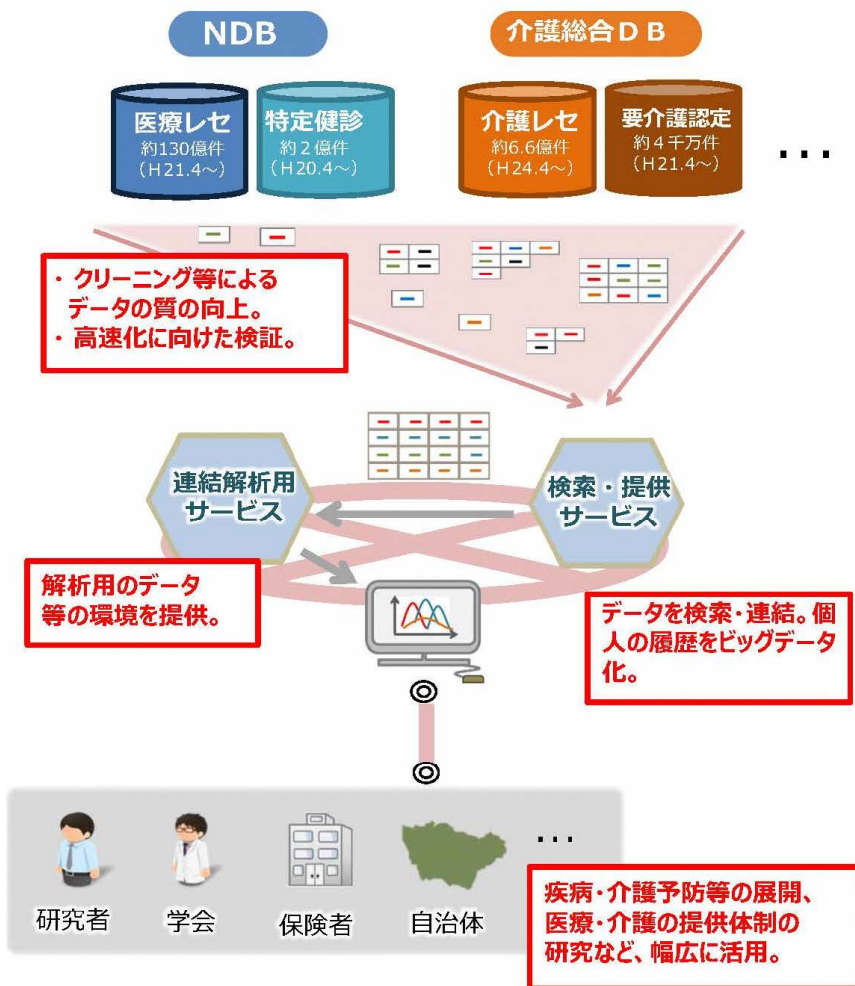 NDB
介護総合DB
医療レセ
約130億件
(H21.4~)
特定健診
約2億件
(H20.4~)
介護レセ
約6.6億件
(H24.4~)
要介護認定
約4千万件
(H21.4~)
...
・クリーニング等による
データの質の向上。
・高速化に向けた検証。
連結解析用
サービス
検索・提供
サービス
解析用のデータ
等の環境を提供。
データを検索・連結。個
人の履歴をビッグデータ
化。
研究者
学会
保険者
自治体
...
疾病・介護予防等の展開、
医療・介護の提供体制の
研究など、幅広に活用。